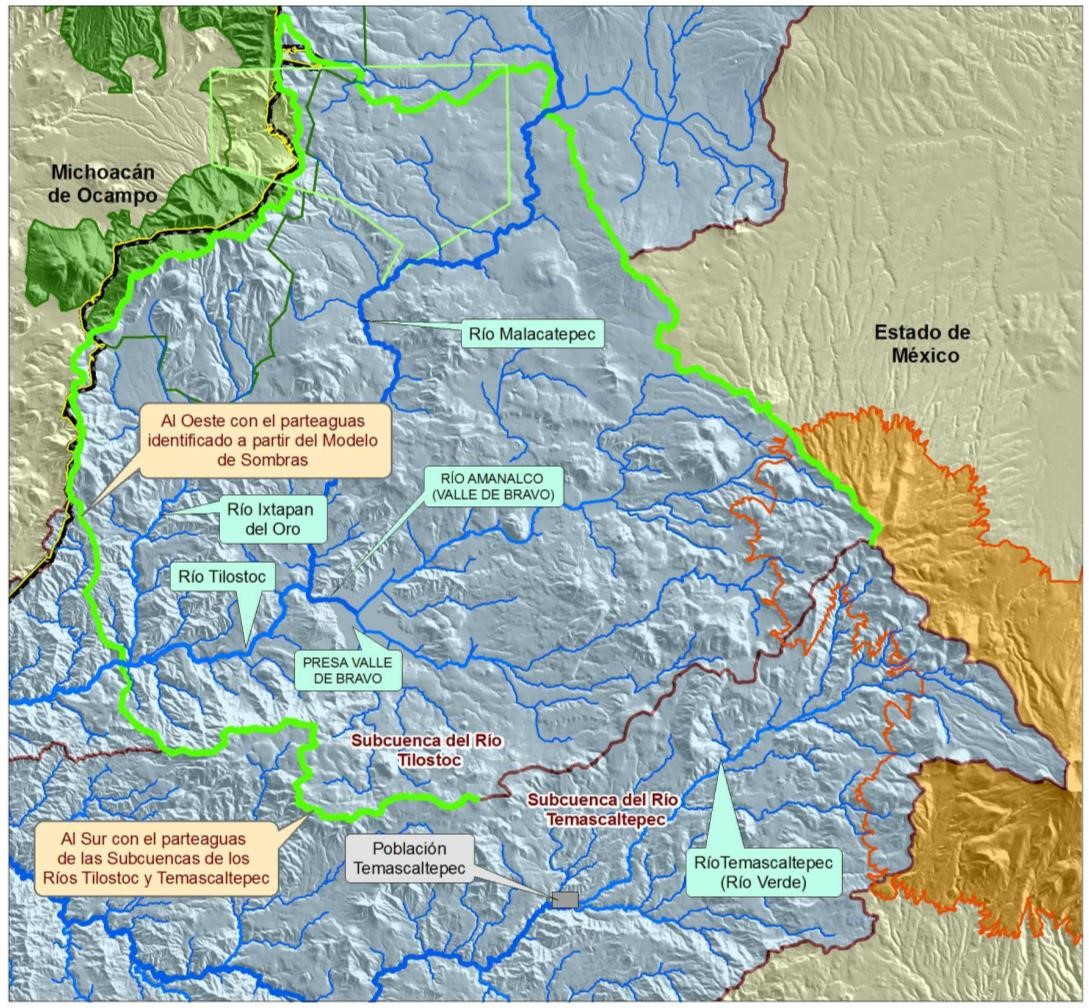 Michoacán
de Ocampo
Río Malacatepec
Estado de
México
Al Oeste con el parteaguas
identificado a partir del Modelo
de Sombras
RÍO AMANALCO
(VALLE DE BRAVO)
Río Ixtapan
del Oro
Río Tilostoc
PRESA VALLE
DE BRAVO
Subcuenca del Río
Tilostoc
Subcuenca del Río
Temascaltepec
Al Sur con el parteaguas
de las Subcuencas de los
Ríos Tilostoc y Temascaltepec
Población
Temascaltepec
RíoTemascaltepec
(Río Verde)